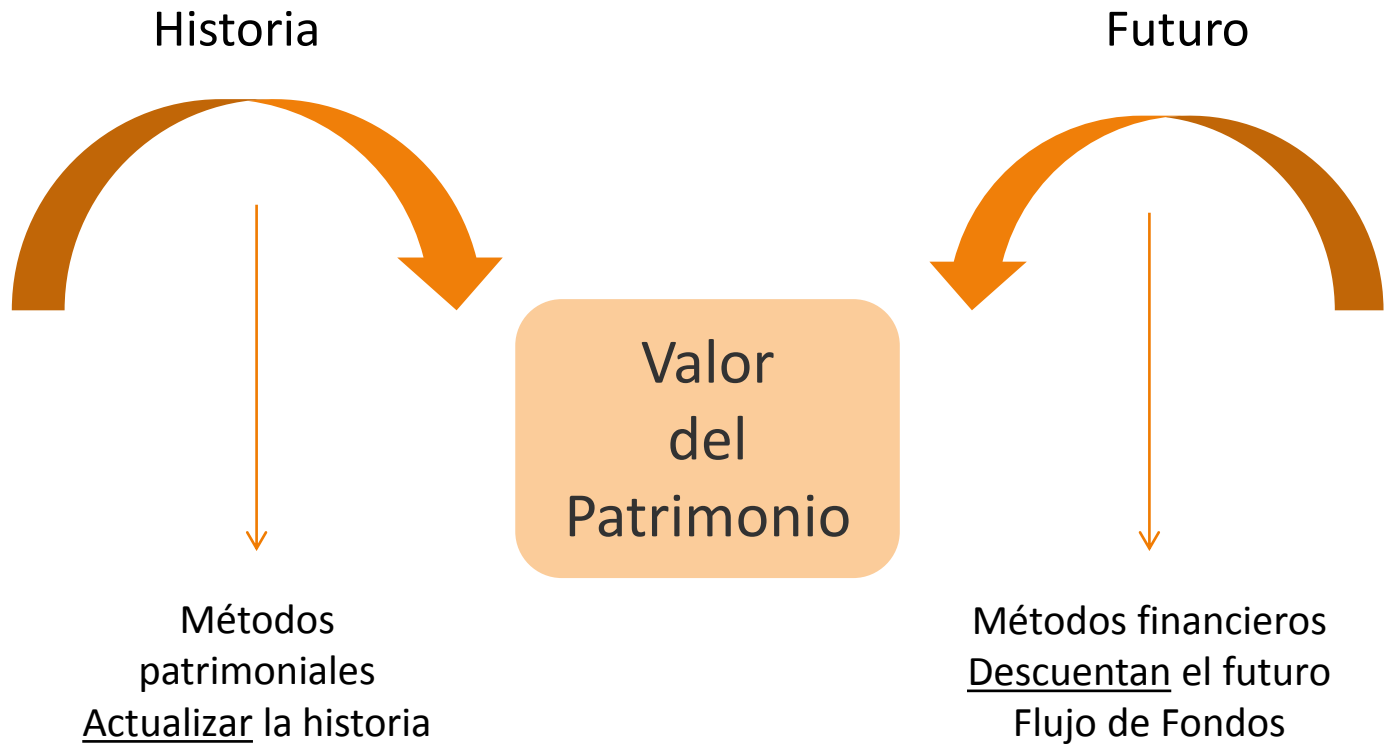 Historia
Futuro
Valor
del
Patrimonio
Métodos
patrimoniales
Actualizar la historia
Métodos financieros
Descuentan el futuro
Flujo de Fondos